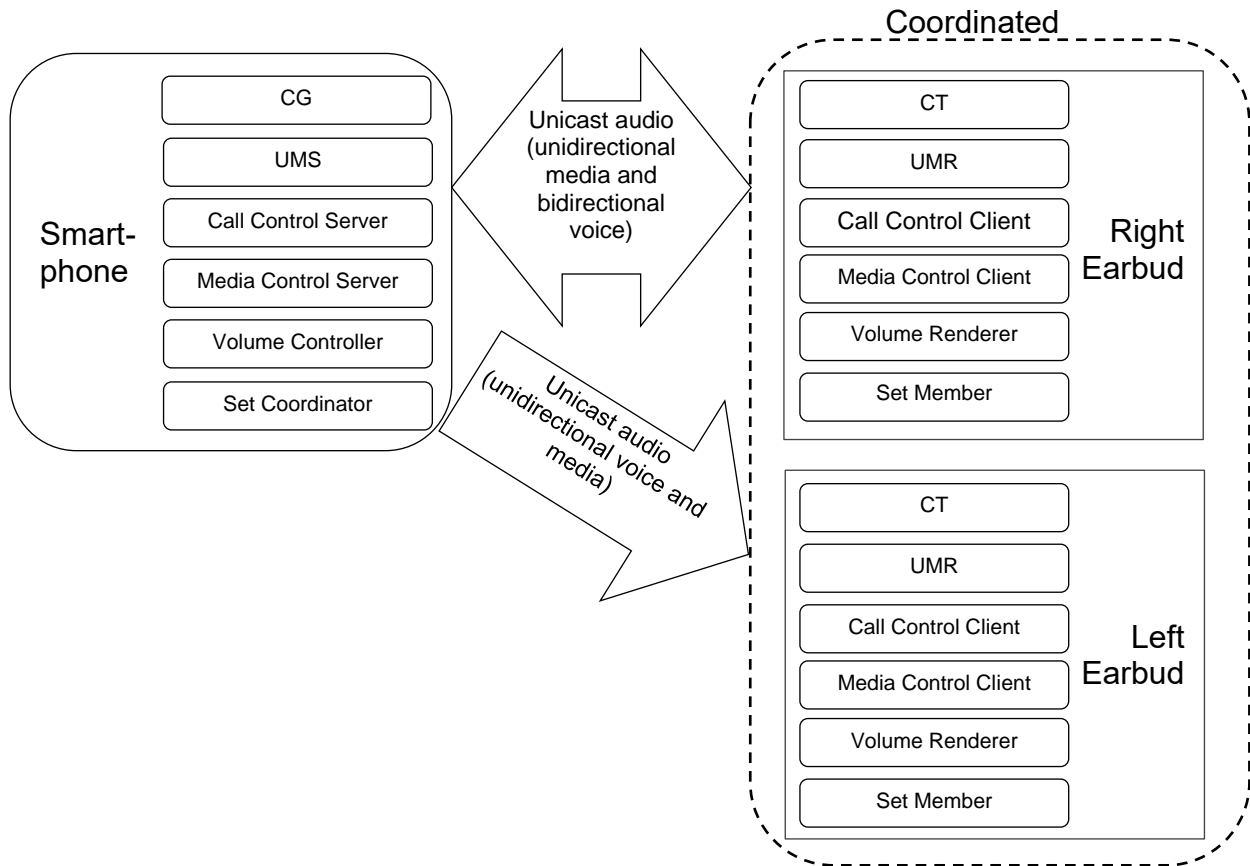 Coordinated
CG
UMS
Call Control Server
Media Control Server
Volume Controller
Set Coordinator
Smart-
phone
Unicast audio
(unidirectional
media and
bidirectional
voice)
Unicast audio
(unidirectional voice and
media)
CT
UMR
Call Control Client
Media Control Client
Volume Renderer
Set Member
Right
Earbud
CT
UMR
Call Control Client
Media Control Client
Volume Renderer
Set Member
Left
Earbud